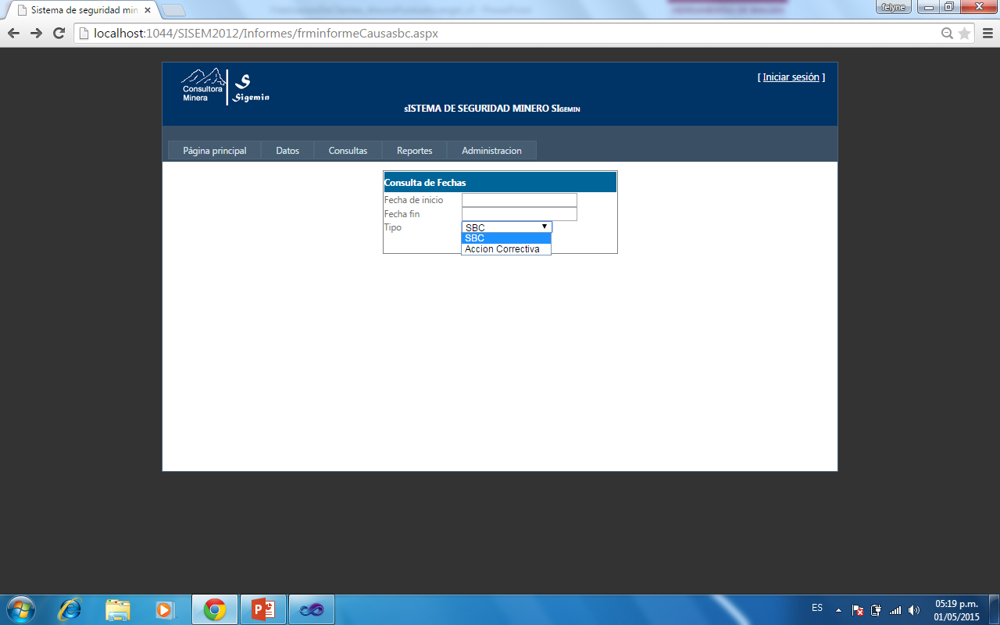 Sistema de seguridad min
felyne
localhost:1044/SISEM2012/Informes/frminformeCausasbc.aspx
Consultora
Minera
S
Sigemin
[ Iniciar sesión ]
sISTEMA DE SEGURIDAD MINERO SIGEMIN
Página principal Datos Consultas Reportes Administracion
Consulta de Fechas
Fecha de inicio
Fecha fin
Tipo SBC
SBC
Accion Correctiva
ES
05:19 p.m.
01/05/2015